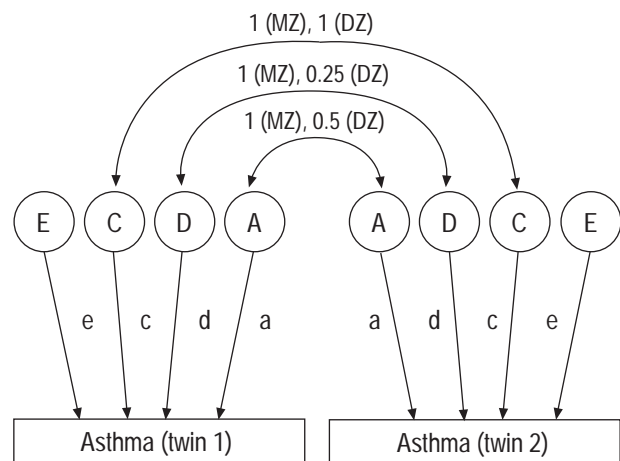 1 (MZ), 1 (DZ)
1 (MZ), 0.25 (DZ)
1 (MZ), 0.5 (DZ)
E C D A A D C E
e c d a a d c e
Asthma (twin 1) Asthma (twin 2)